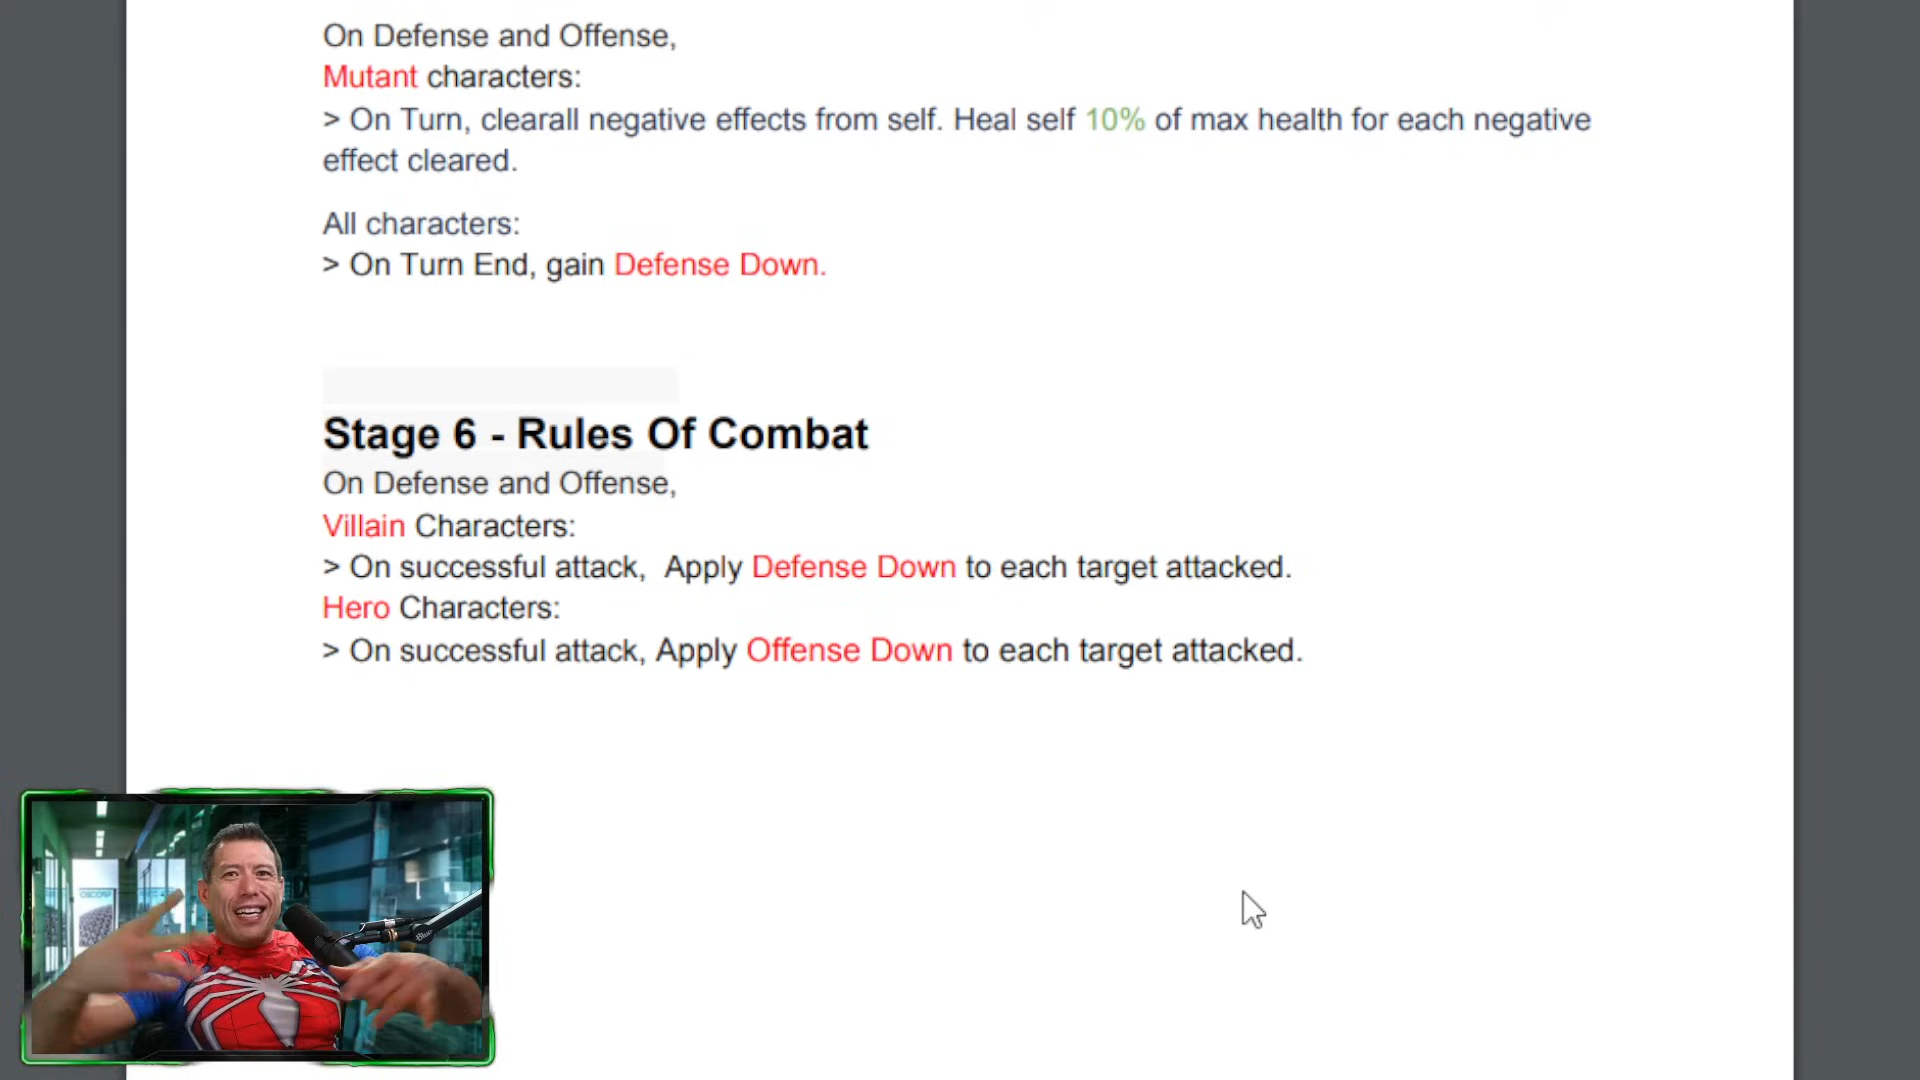 On Defense and Offense,
Mutant characters:
> On Turn, clearall negative effects from self. Heal self 10% of max health for each negative
effect cleared.
All characters:
> On Turn End, gain Defense Down.
Stage 6 - Rules Of Combat
On Defense and Offense,
Villain Characters:
> On successful attack,  Apply Defense Down to each target attacked.
Hero Characters:
> On successful attack, Apply Offense Down to each target attacked.
OSCORP
Blue